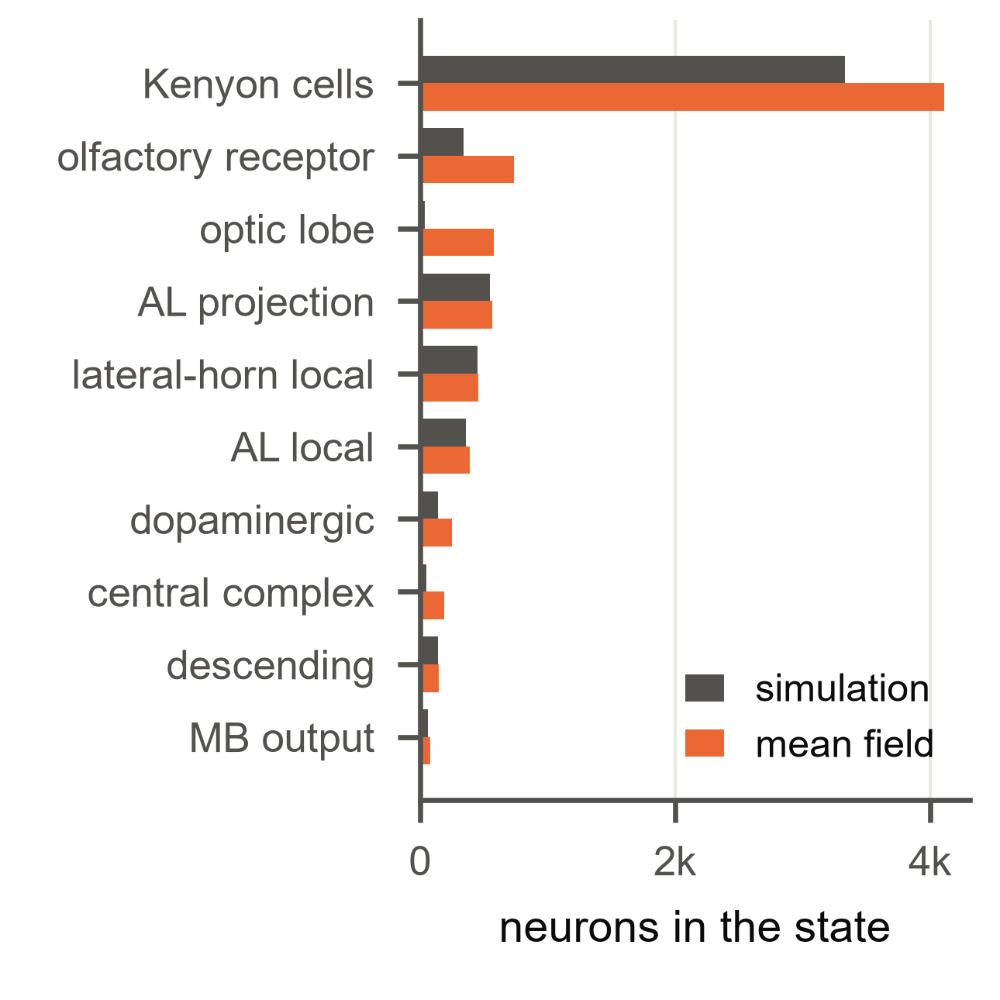 Kenyon cells
olfactory receptor
optic lobe
AL projection
lateral-horn local
AL local
dopaminergic
central complex
descending
MB output
simulation
mean field
0 2k 4k
neurons in the state